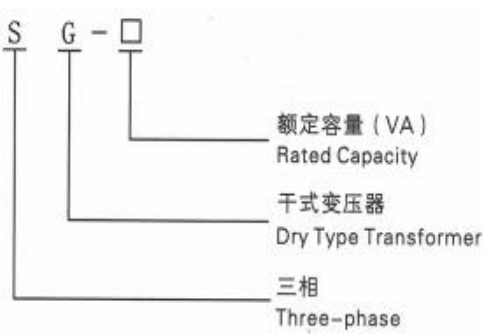 S G-□
额定容量（VA）
Rated Capacity
干式变压器
Dry Type Transformer
三相
Three-phase